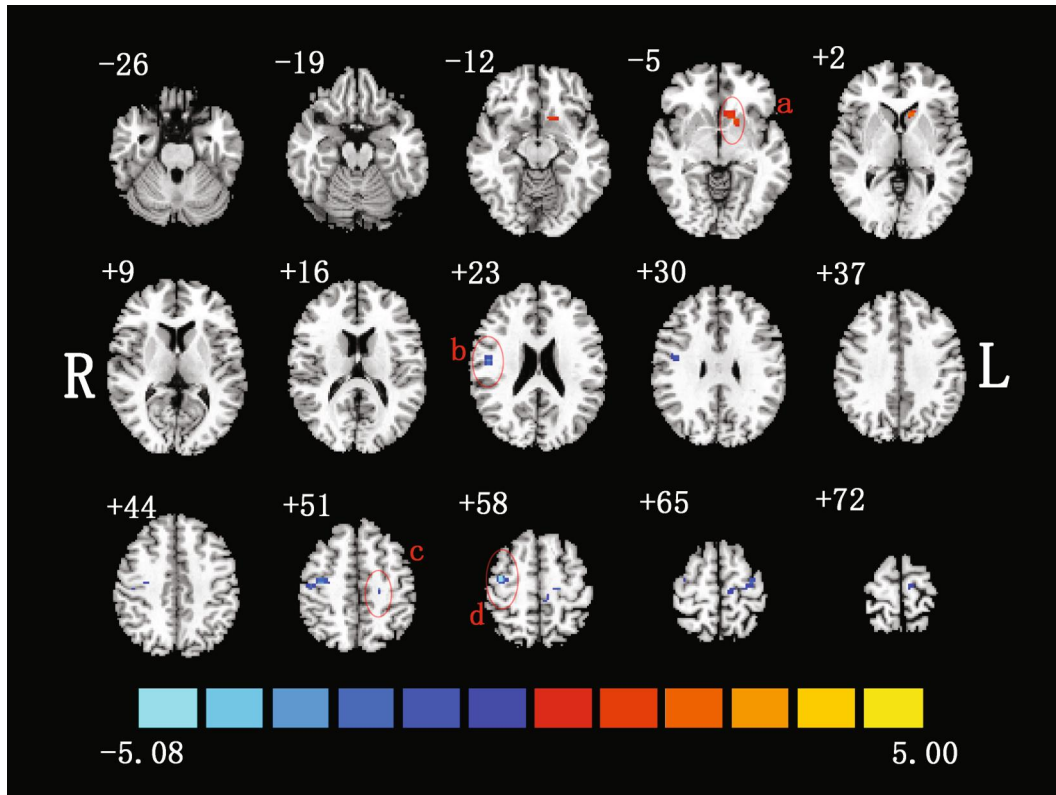 -26 -19 -12 -5 +2
a
+9 +16 +23 +30 +37
b
R L
+44 +51 +58 +65 +72
c
d
-5.08 5.00